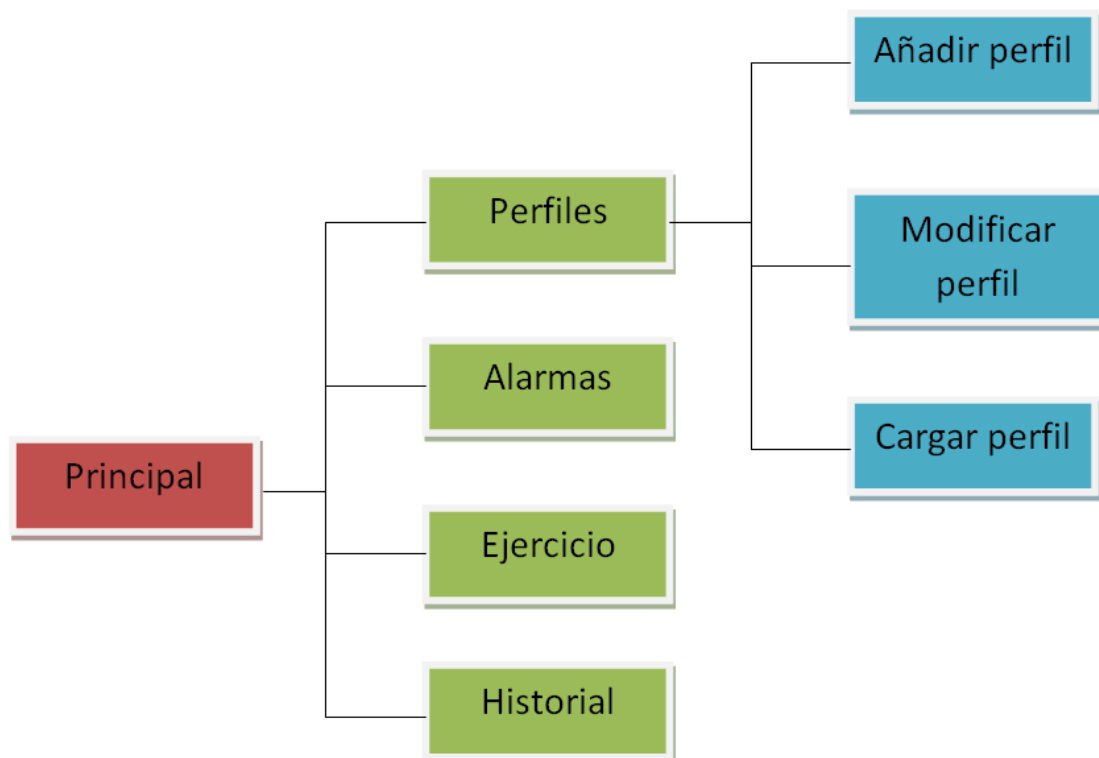 Principal
Perfiles
Alarmas
Ejercicio
Historial
Añadir perfil
Modificar
perfil
Cargar perfil